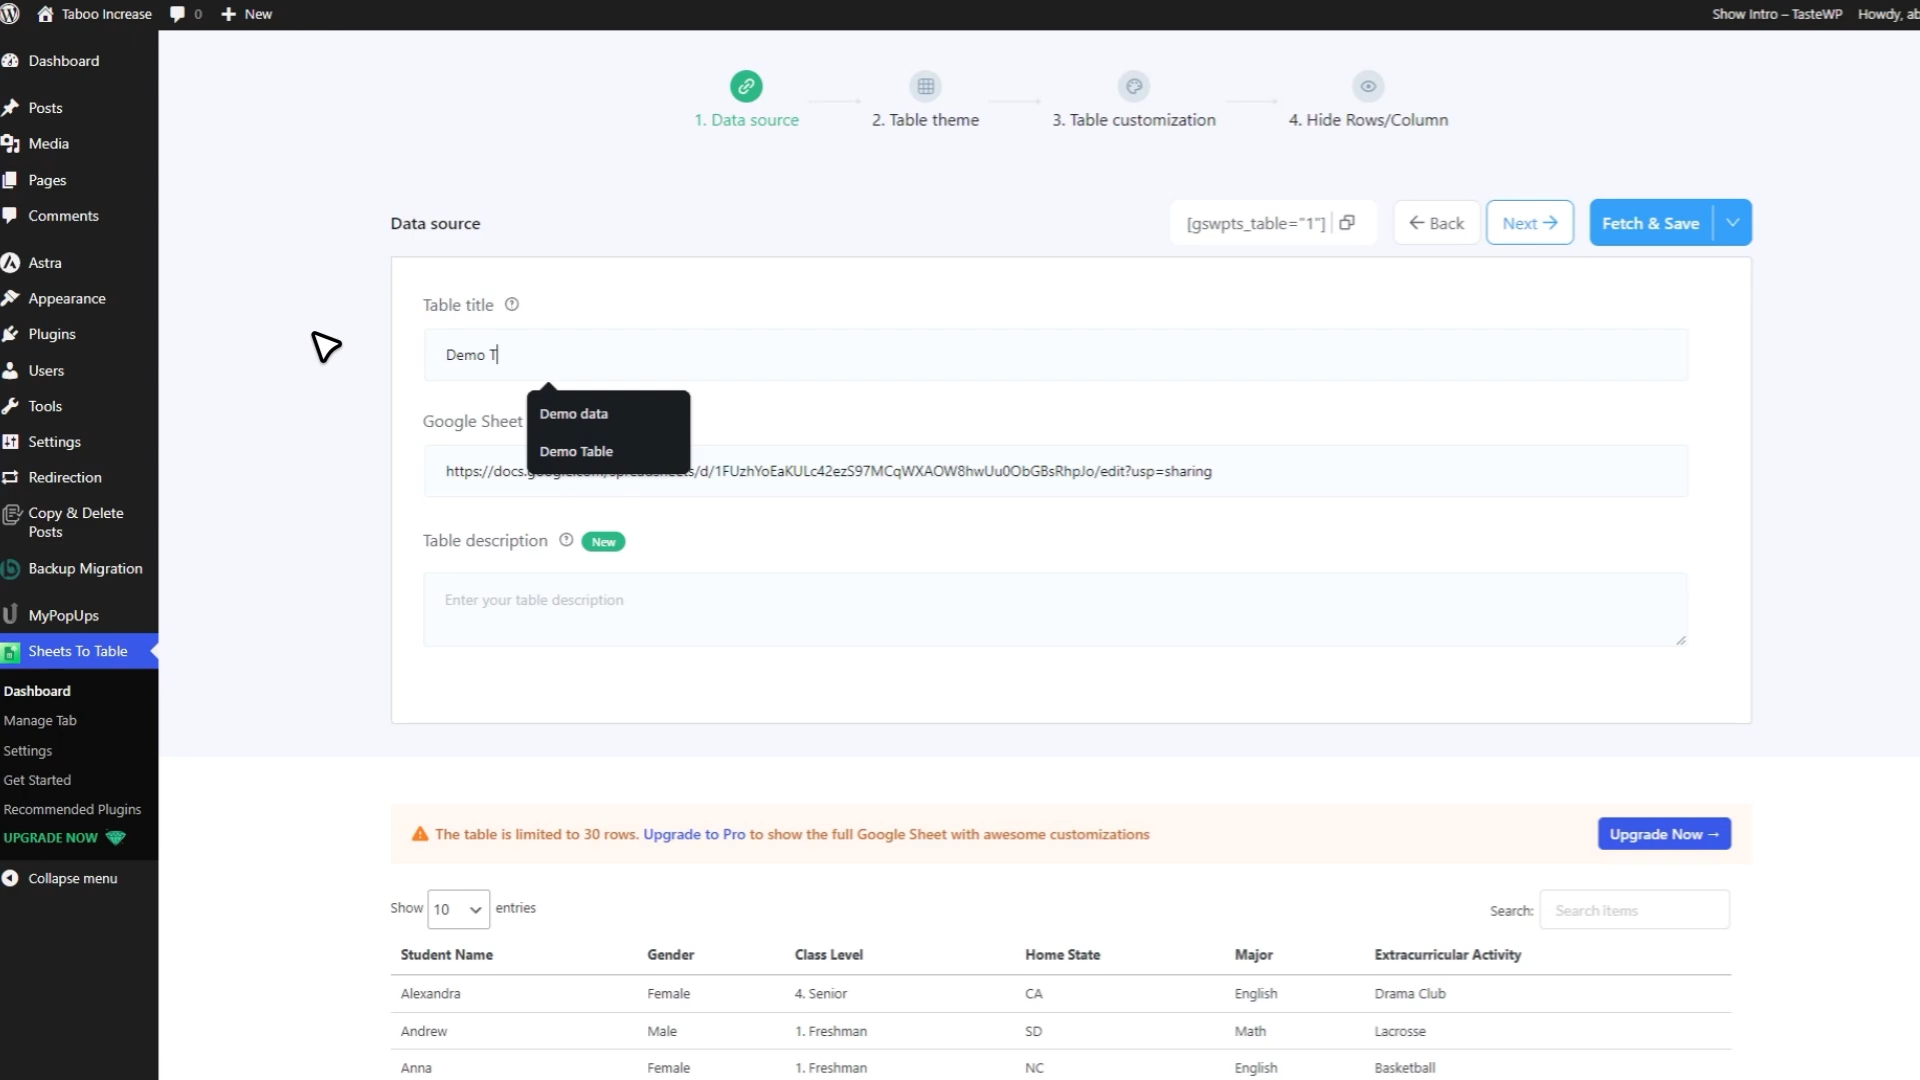 Taboo Increase 0 New Show Intro – TasteWP Howdy, ab
Dashboard
Posts
Media
Pages
Comments
Astra
Appearance
Plugins
Users
Tools
Settings
Redirection
Copy & Delete
Posts
Backup Migration
MyPopUps
Sheets To Table
Dashboard
Manage Tab
Settings
Get Started
Recommended Plugins
UPGRADE NOW
Collapse menu
1. Data source 2. Table theme 3. Table customization 4. Hide Rows/Column
Data source [gswpts_table="1"] Back Next Fetch & Save
Table title
Demo T
Demo data
Demo Table
Google Sheet
https://docs.google.com/spreadsheets/d/1FUzhYoEaKULc42ezS97MCqWXAOW8hwUu0ObGBsRhpJo/edit?usp=sharing
Table description New
Enter your table description
The table is limited to 30 rows. Upgrade to Pro to show the full Google Sheet with awesome customizations Upgrade Now →
Show 10 entries Search: Search items
Student Name Gender Class Level Home State Major Extracurricular Activity
Alexandra Female 4. Senior CA English Drama Club
Andrew Male 1. Freshman SD Math Lacrosse
Anna Female 1. Freshman NC English Basketball